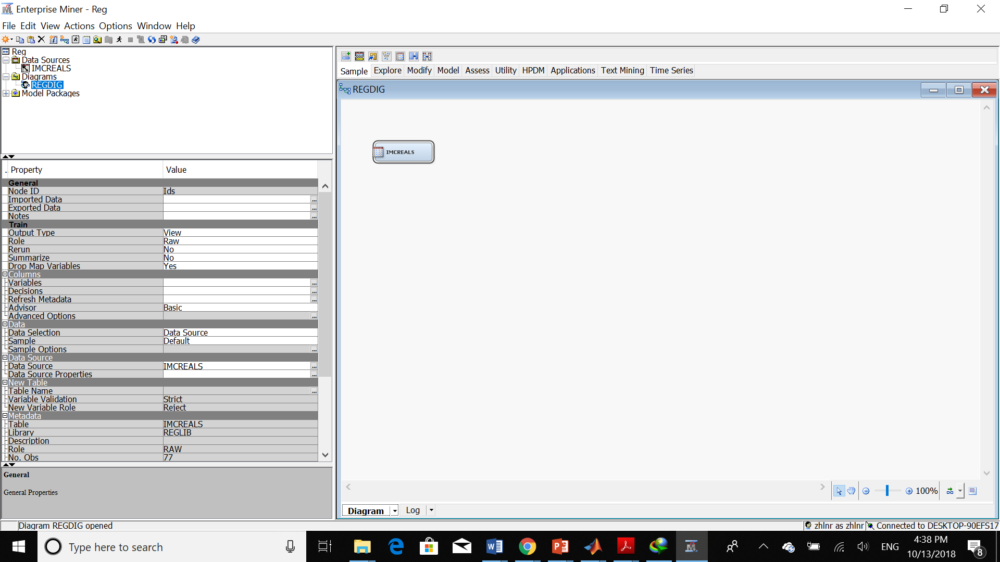 Enterprise Miner - Reg
File Edit View Actions Options Window Help
Reg
Data Sources
IMCREALS
Diagrams
REGDIG
Model Packages
. Property Value
General
Node ID Ids
Imported Data ...
Exported Data ...
Notes ...
Train
Output Type View
Role Raw
Rerun No
Summarize No
Drop Map Variables Yes
Columns
Variables ...
Decisions ...
Refresh Metadata ...
Advisor Basic
Advanced Options ...
Data
Data Selection Data Source
Sample Default
Sample Options ...
Data Source
Data Source IMCREALS ...
Data Source Properties ...
New Table
Table Name ...
Variable Validation Strict
New Variable Role Reject
Metadata
Table IMCREALS
Library REGLIB
Description
Role RAW
No. Obs 77
General
General Properties
Sample Explore Modify Model Assess Utility HPDM Applications Text Mining Time Series
REGDIG
IMCREALS
100%
Diagram Log
Diagram REGDIG opened
zhlnr as zhlnr Connected to DESKTOP-90EFS17
Type here to search
ENG
4:38 PM
10/13/2018
8